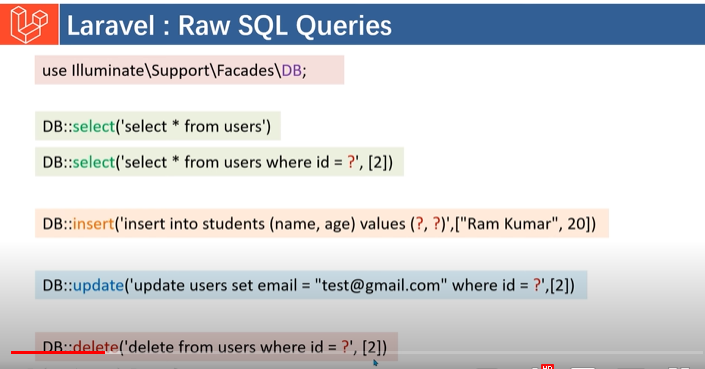 Laravel : Raw SQL Queries
use Illuminate\Support\Facades\DB;
DB::select('select * from users')
DB::select('select * from users where id = ?', [2])
DB::insert('insert into students (name, age) values (?, ?)',["Ram Kumar", 20])
DB::update('update users set email = "test@gmail.com" where id = ?',[2])
DB::delete('delete from users where id = ?', [2])
HD